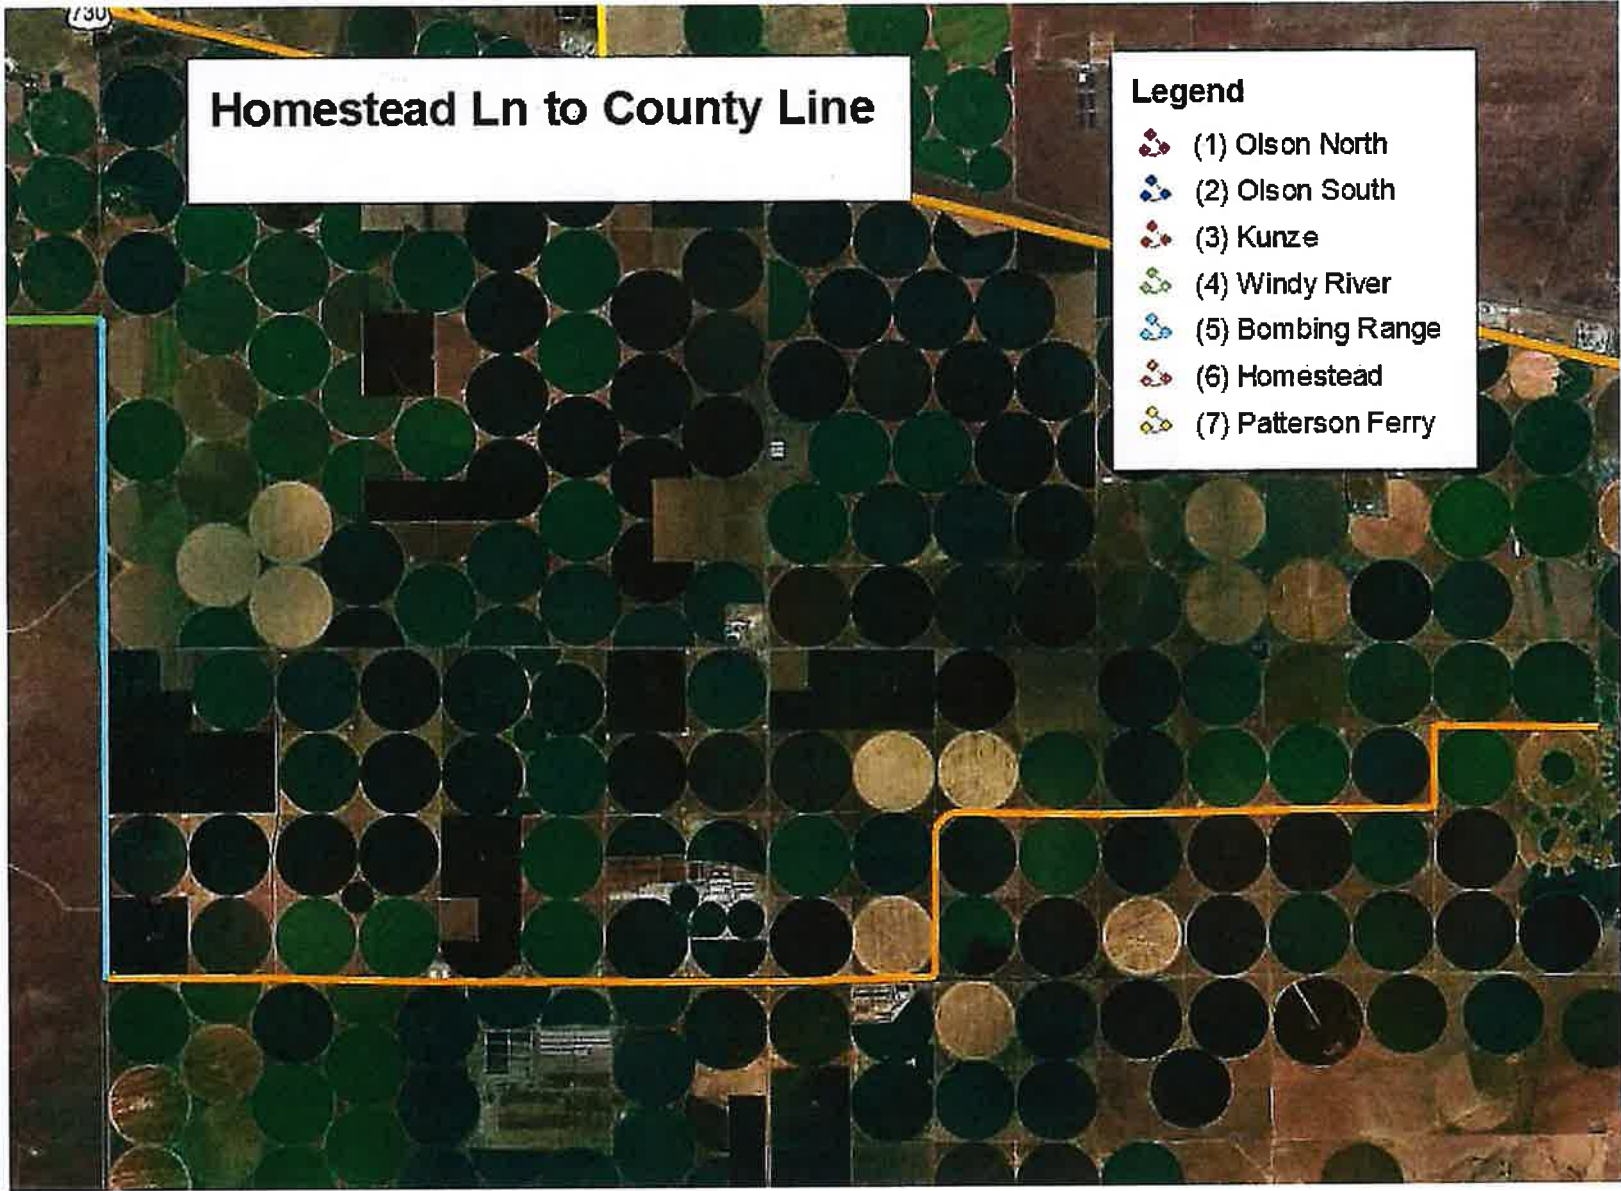 730
Homestead Ln to County Line
Legend
(1) Olson North
(2) Olson South
(3) Kunze
(4) Windy River
(5) Bombing Range
(6) Homestead
(7) Patterson Ferry